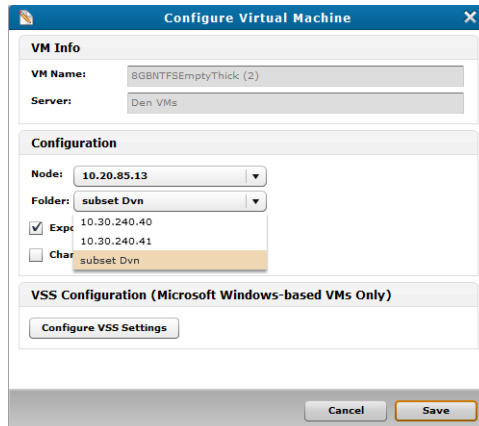 Configure Virtual Machine
VM Info
VM Name: 8GBNTFSEmptyThick (2)
Server: Den VMs
Configuration
Node: 10.20.85.13
Folder: subset Dvn
10.30.240.40
10.30.240.41
subset Dvn
VSS Configuration (Microsoft Windows-based VMs Only)
Configure VSS Settings
Cancel Save